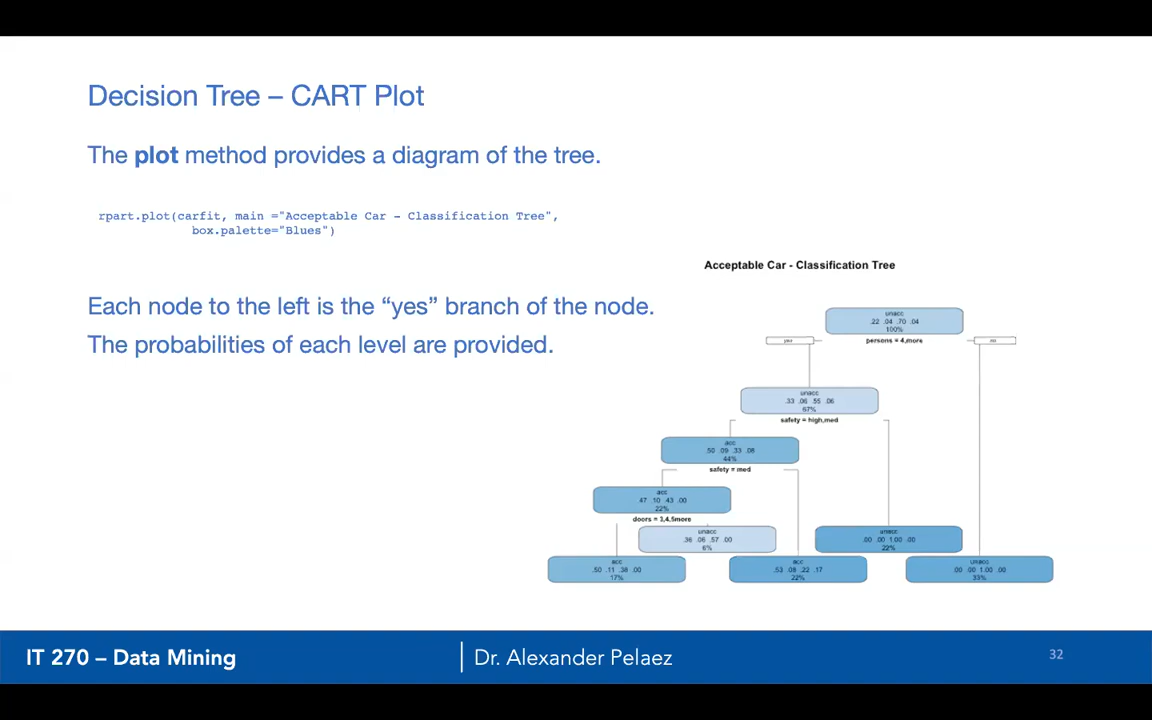 Decision Tree – CART Plot
The plot method provides a diagram of the tree.
rpart.plot(carfit, main ="Acceptable Car - Classification Tree",
box.palette="Blues")
Each node to the left is the “yes” branch of the node.
The probabilities of each level are provided.
Acceptable Car - Classification Tree
unacc
.22 .04 .70 .04
100%
yes
persons = 4,more
no
unacc
.33 .06 .55 .06
67%
safety = high,med
acc
.50 .09 .33 .08
44%
safety = med
acc
.47 .10 .43 .00
22%
doors = 3,4,5more
unacc
.36 .06 .57 .00
6%
unacc
.00 .00 1.00 .00
22%
acc
.50 .11 .38 .00
17%
acc
.53 .08 .22 .17
22%
unacc
.00 .00 1.00 .00
33%
IT 270 – Data Mining
Dr. Alexander Pelaez
32